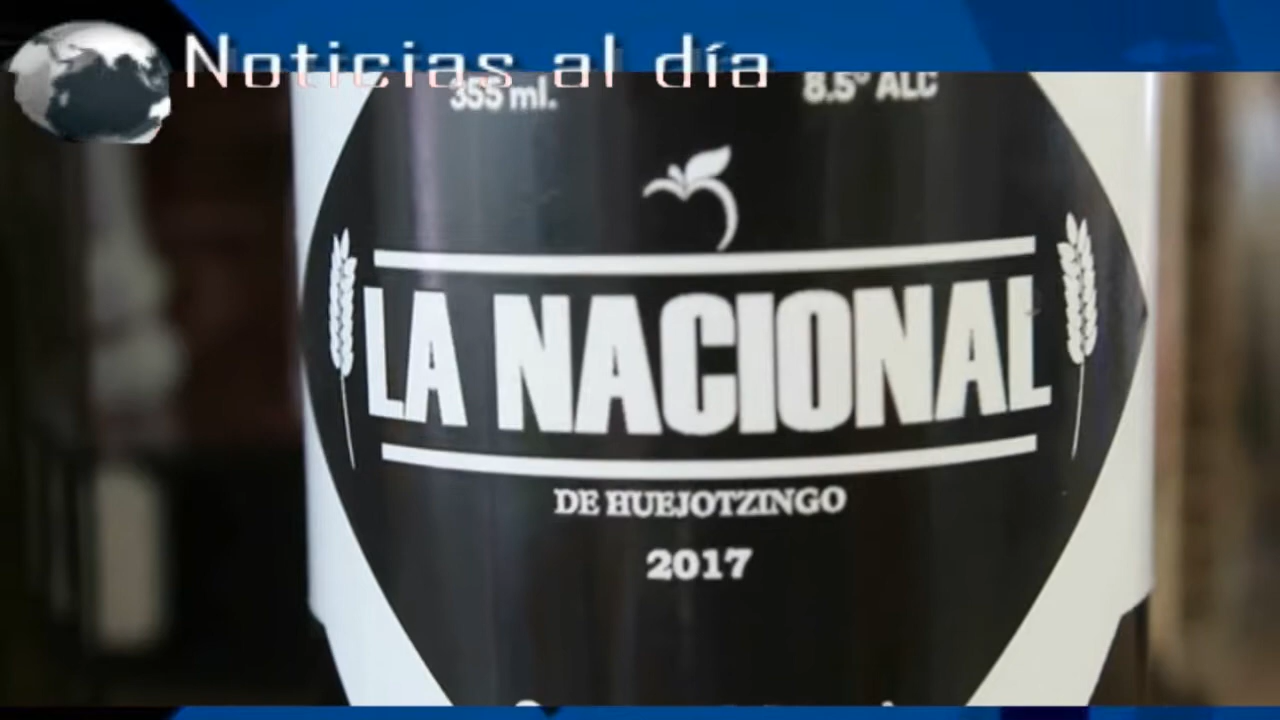 Noticias al día
355 ml. 8.5° ALC
LA NACIONAL
DE HUEJOTZINGO
2017